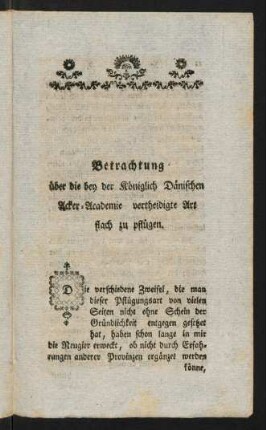 Betrachtung
über die bey der Königlich Dänischen
Acker-Academie vertheidigte Art
flach zu pflügen.
Die verschiedene Zweifel, die man
dieser Pflügungsart von vielen
Seiten nicht ohne Schein der
Gründlichkeit entgegen gesetzet
hat, haben schon lange in mir
die Neugier erweckt, ob nicht durch Erfah-
rungen anderer Provinzen ergänzet werden
könne,